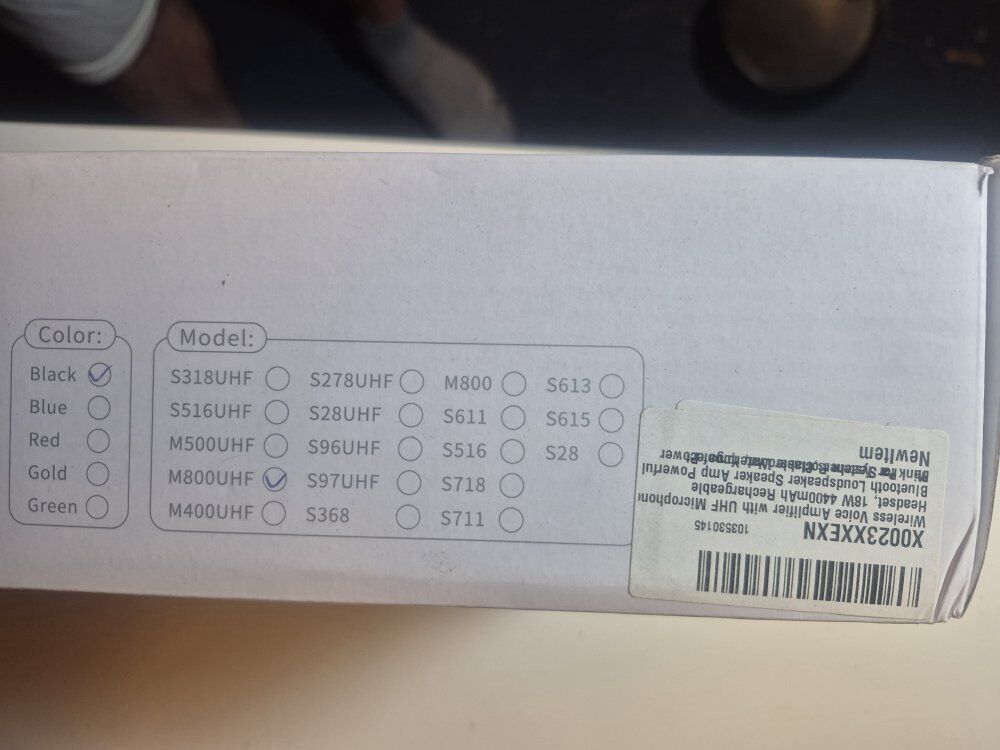 Color:
Black
Blue
Red
Gold
Green
Model:
S318UHF S278UHF M800 S613
S516UHF S28UHF S611 S615
M500UHF S96UHF S516 S28
M800UHF S97UHF S718
M400UHF S368 S711
X0023XXEXN 103530145
Wireless Voice Amplifier with UHF Microphone
Headset, 18W 4400mAh Rechargeable
Bluetooth Loudspeaker Speaker Amp Powerful
NewItem